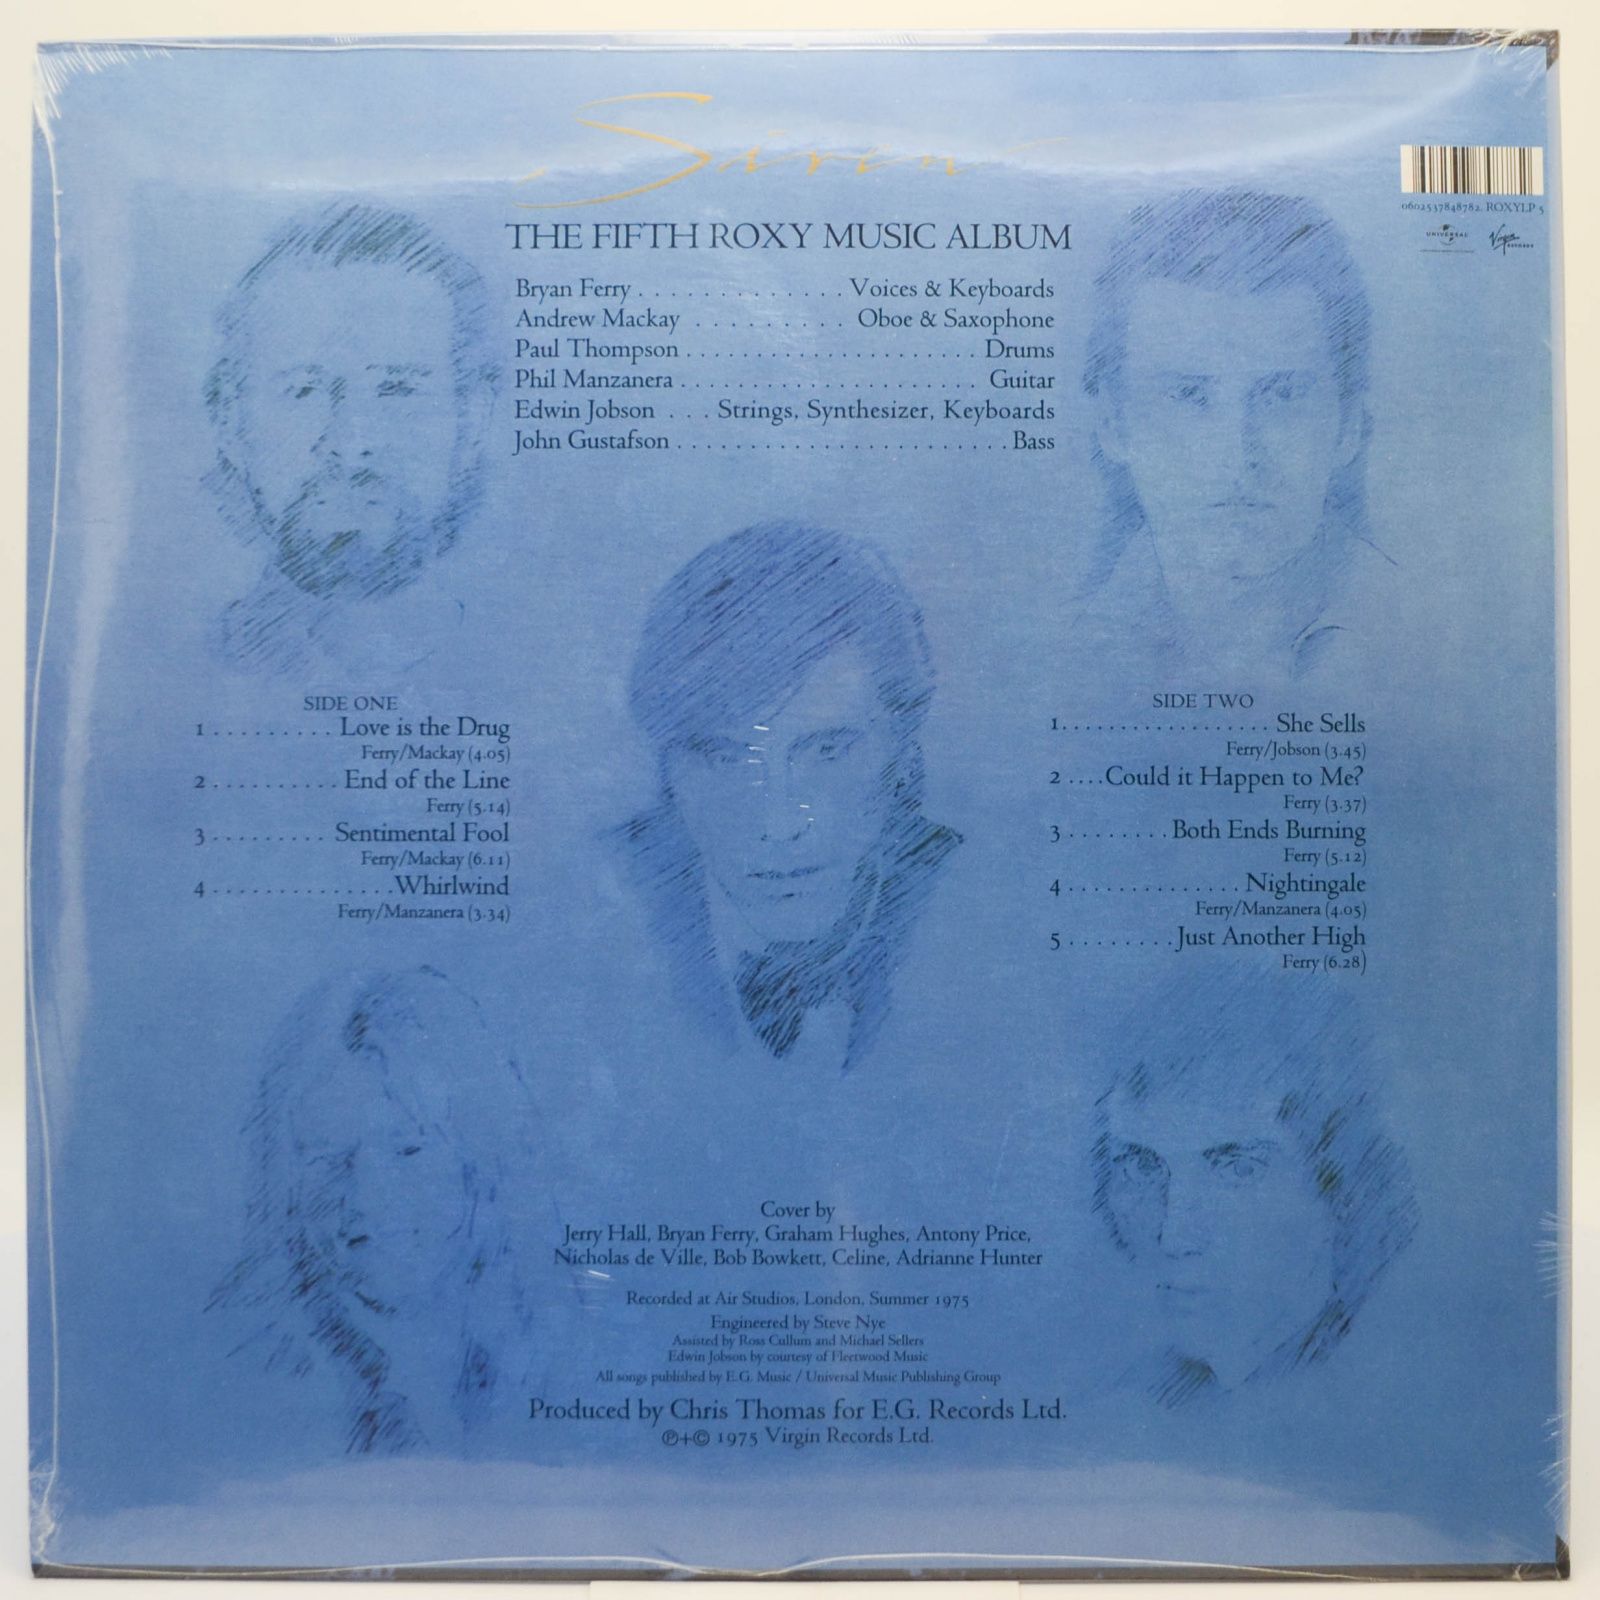 Siren
THE FIFTH ROXY MUSIC ALBUM
Bryan Ferry . . . . . . . . . . . . . Voices & Keyboards
Andrew Mackay . . . . . . . . . Oboe & Saxophone
Paul Thompson . . . . . . . . . . . . . . . . . . . . . Drums
Phil Manzanera . . . . . . . . . . . . . . . . . . . . Guitar
Edwin Jobson . . . Strings, Synthesizer, Keyboards
John Gustafson . . . . . . . . . . . . . . . . . . . . . . . Bass
0602537848782. ROXYLP 5
UNIVERSAL
Virgin
RECORDS
SIDE ONE
1 . . . . . . . . . Love is the Drug
Ferry/Mackay (4.05)
2 . . . . . . . . . . End of the Line
Ferry (5.14)
3 . . . . . . . . . Sentimental Fool
Ferry/Mackay (6.11)
4 . . . . . . . . . . . . . . Whirlwind
Ferry/Manzanera (3.34)
SIDE TWO
1. . . . . . . . . . . . . . . . . . She Sells
Ferry/Jobson (3.45)
2 . . . . Could it Happen to Me?
Ferry (3.37)
3 . . . . . . . . Both Ends Burning
Ferry (5.12)
4 . . . . . . . . . . . . . . Nightingale
Ferry/Manzanera (4.05)
5 . . . . . . . . Just Another High
Ferry (6.28)
Cover by
Jerry Hall, Bryan Ferry, Graham Hughes, Antony Price,
Nicholas de Ville, Bob Bowkett, Celine, Adrianne Hunter
Recorded at Air Studios, London, Summer 1975
Engineered by Steve Nye
Assisted by Ross Cullum and Michael Sellers
Edwin Jobson by courtesy of Fleetwood Music
All songs published by E.G. Music / Universal Music Publishing Group
Produced by Chris Thomas for E.G. Records Ltd.
℗+© 1975 Virgin Records Ltd.